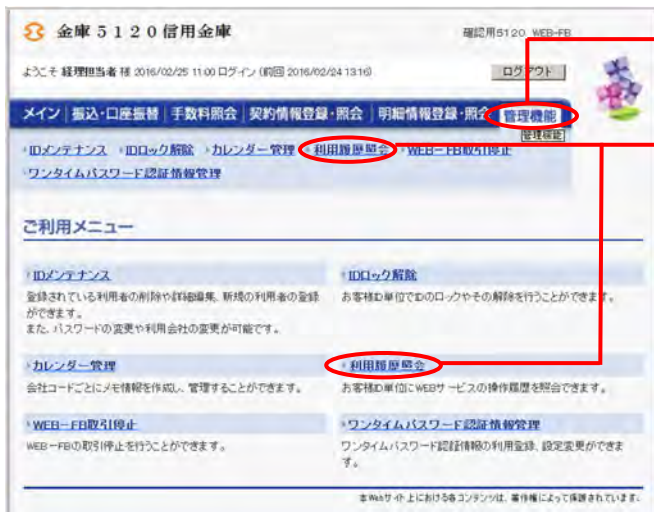 金庫５１２０信用金庫
確認用5120 WEB-FB
ようこそ 経理担当者 様 2016/02/25 11:00 ログイン (前回 2016/02/24 13:16)
ログアウト
メイン 振込・口座振替 手数料照会 契約情報登録・照会 明細情報登録・照会 管理機能
管理機能
IDメンテナンス IDロック解除 カレンダー管理 利用履歴照会 WEB－FB取引停止
ワンタイムパスワード認証情報管理
ご利用メニュー
IDメンテナンス
登録されている利用者の削除や詳細編集、新規の利用者の登録
ができます。
また、パスワードの変更や利用会社の変更が可能です。
IDロック解除
お客様ID単位でIDのロックやその解除を行うことができます。
カレンダー管理
会社コードごとにメモ情報を作成し、管理することができます。
利用履歴照会
お客様ID単位にWEBサービスの操作履歴を照会できます。
WEB－FB取引停止
WEB－FBの取引停止を行うことができます。
ワンタイムパスワード認証情報管理
ワンタイムパスワード認証情報の利用登録、設定変更ができま
す。
本Webサイト上における各コンテンツは、著作権によって保護されています。